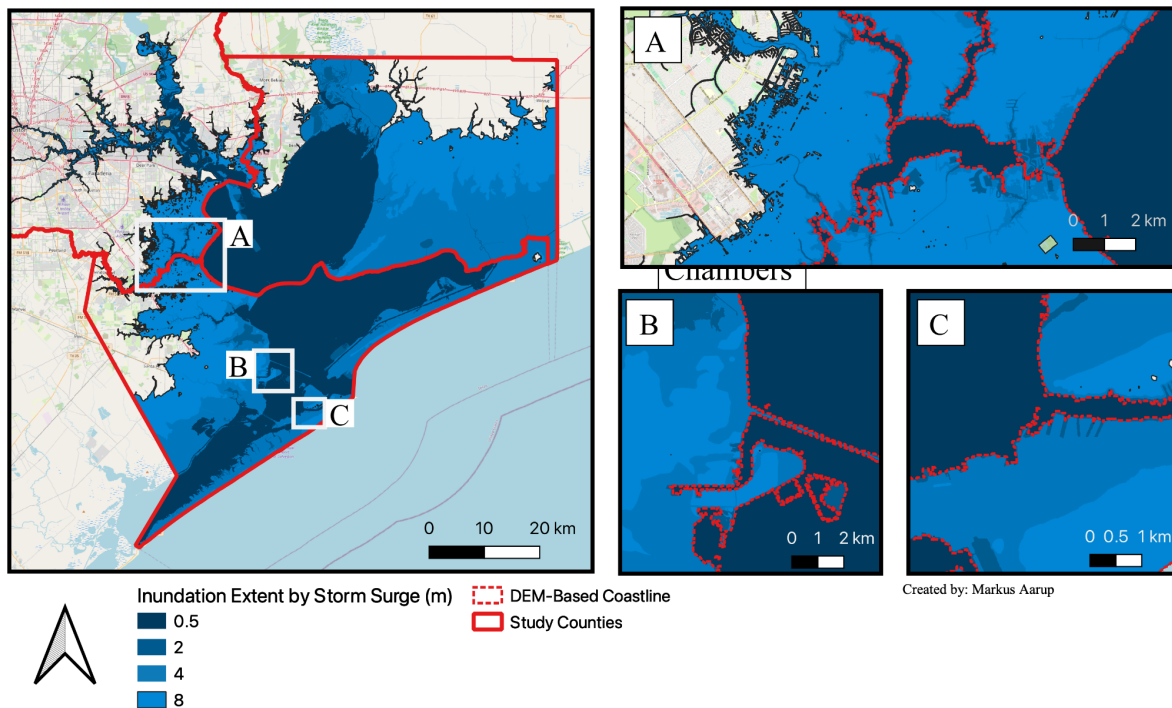 A
B
C
0 10 20 km
A
0 1 2 km
Chambers
B
0 1 2 km
C
0 0.5 1 km
Created by: Markus Aarup
Inundation Extent by Storm Surge (m)
0.5
2
4
8
DEM-Based Coastline
Study Counties